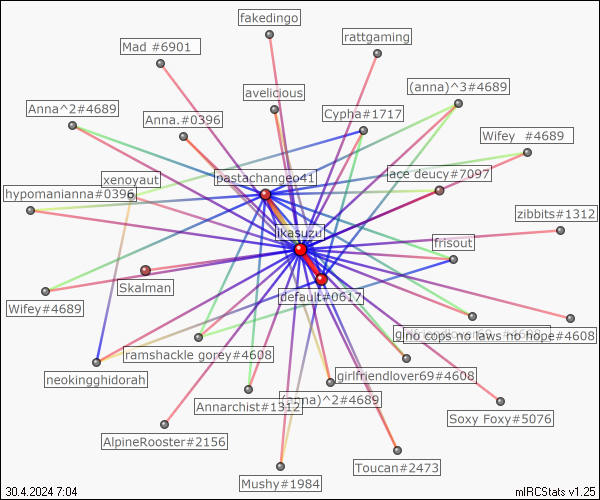 fakedingo
rattgaming
Mad #6901
avelicious
(anna)^3#4689
Anna^2#4689
Anna.#0396
Cypha#1717
Wifey #4689
xenoyaut
pastachangeo41
ace deucy#7097
hypomanianna#0396
zibbits#1312
ikasuzu
frisout
Skalman
default#0617
Wifey#4689
gino cops no laws no hope#4608
ramshackle gorey#4608
neokingghidorah
girlfriendlover69#4608
(anna)^2#4689
Annarchist#1312
Soxy Foxy#5076
AlpineRooster#2156
Toucan#2473
Mushy#1984
30.4.2024 7:04
mIRCStats v1.25